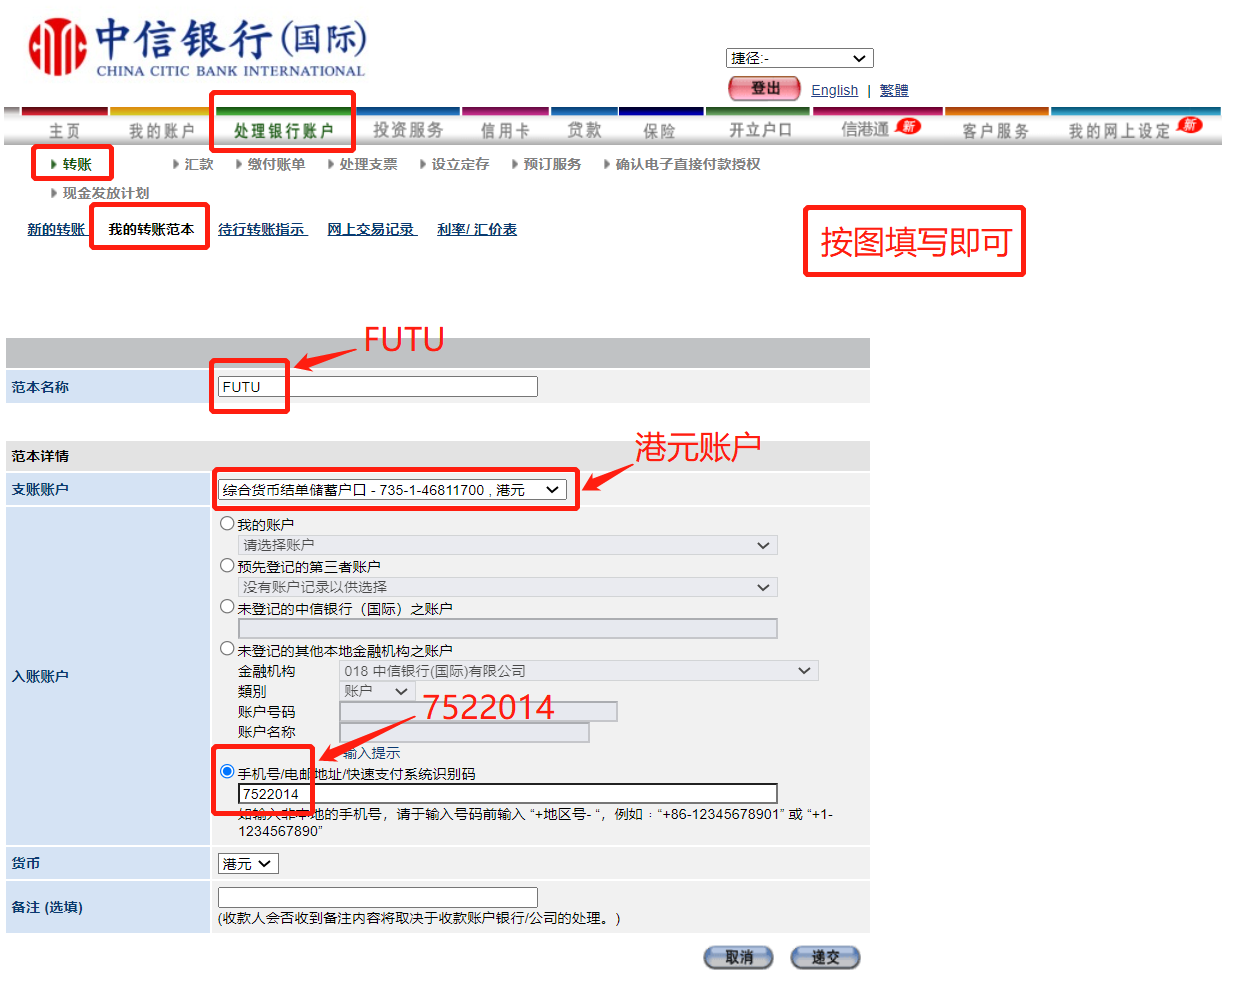 中信银行(国际)
CHINA CITIC BANK INTERNATIONAL
捷径:-
登出 English | 繁體
主页 我的账户 处理银行账户 投资服务 信用卡 贷款 保险 开立户口 信港通 新 客户服务 我的网上设定 新
转账 汇款 缴付账单 处理支票 设立定存 预订服务 确认电子直接付款授权
现金发放计划
新的转账 我的转账范本 待行转账指示 网上交易记录 利率/ 汇价表
按图填写即可
FUTU
范本名称 FUTU
港元账户
范本详情
支账账户 综合货币结单储蓄户口 - 735-1-46811700 , 港元
我的账户
请选择账户
预先登记的第三者账户
没有账户记录以供选择
未登记的中信银行（国际）之账户
未登记的其他本地金融机构之账户
入账账户
金融机构 018 中信银行(国际)有限公司
類別 账户
7522014
账户号码
账户名称
输入提示
手机号/电邮地址/快速支付系统识别码
7522014
如输入非本地的手机号，请于输入号码前输入 “+地区号- “，例如：“+86-12345678901” 或 “+1-
1234567890”
货币 港元
备注 (选填)
(收款人会否收到备注内容将取决于收款账户银行/公司的处理。)
取消 递交